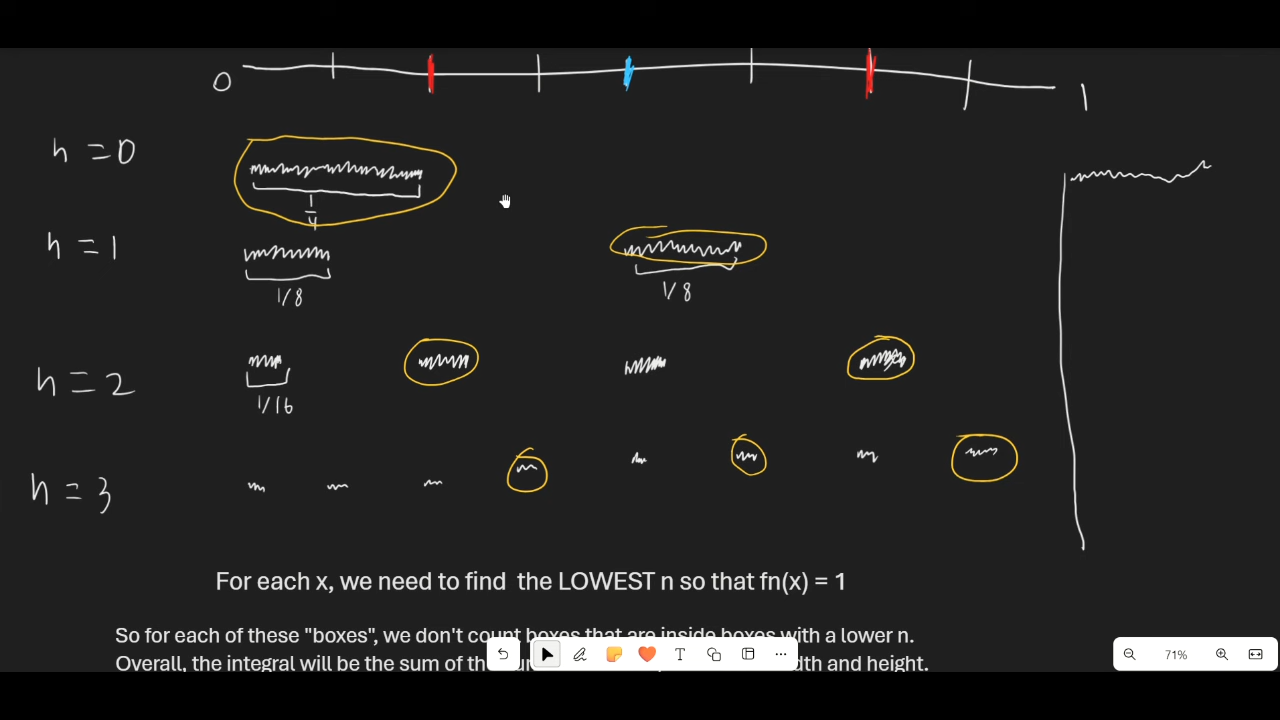 0 1
n = 0
1/4
n = 1
1/8 1/8
n = 2
1/16
n = 3
For each x, we need to find the LOWEST n so that fn(x) = 1
So for each of these "boxes", we don't count boxes that are inside boxes with a lower n.
Overall, the integral will be the sum of the width and height.
71%